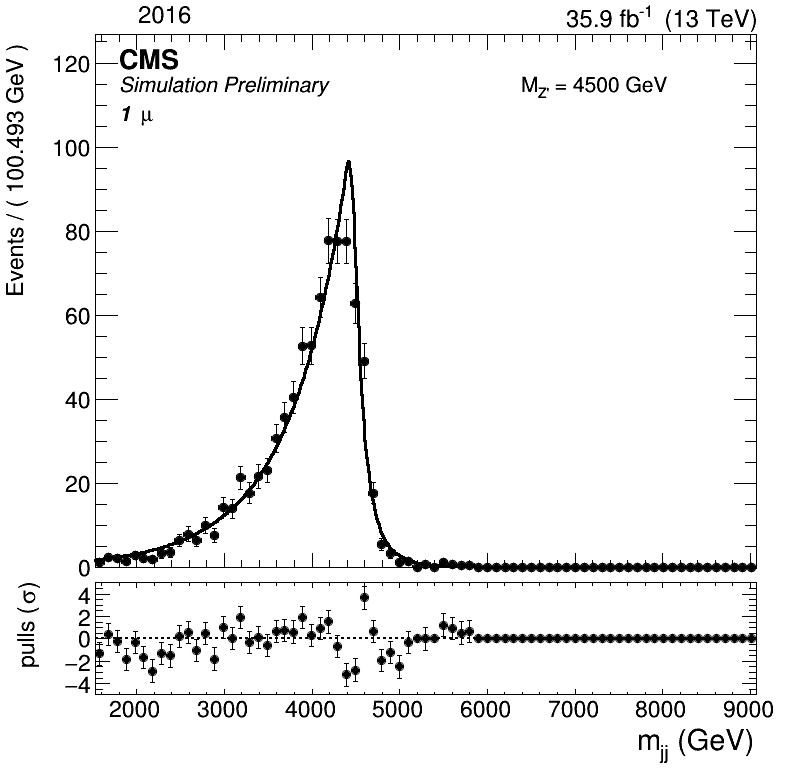 2016 35.9 fb⁻¹ (13 TeV)
CMS
Simulation Preliminary
1 μ
M_Z' = 4500 GeV
Events / ( 100.493 GeV )
120
100
80
60
40
20
0
pulls (σ)
4
2
0
−2
−4
2000 3000 4000 5000 6000 7000 8000 9000
m_jj (GeV)